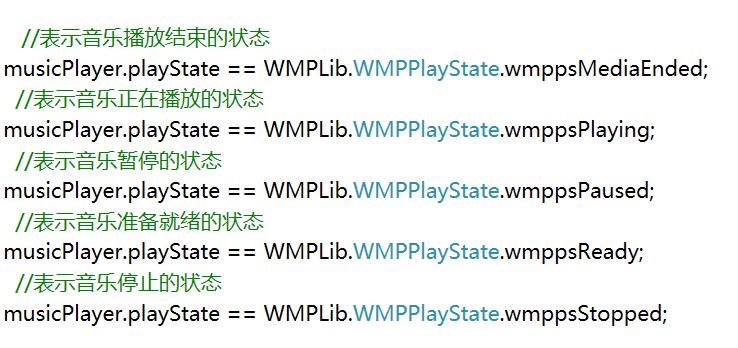 //表示音乐播放结束的状态
musicPlayer.playState == WMPLib.WMPPlayState.wmppsMediaEnded;
//表示音乐正在播放的状态
musicPlayer.playState == WMPLib.WMPPlayState.wmppsPlaying;
//表示音乐暂停的状态
musicPlayer.playState == WMPLib.WMPPlayState.wmppsPaused;
//表示音乐准备就绪的状态
musicPlayer.playState == WMPLib.WMPPlayState.wmppsReady;
//表示音乐停止的状态
musicPlayer.playState == WMPLib.WMPPlayState.wmppsStopped;